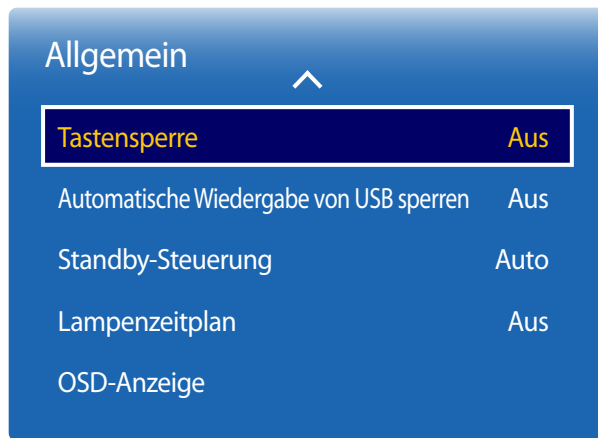 Allgemein
Tastensperre Aus
Automatische Wiedergabe von USB sperren Aus
Standby-Steuerung Auto
Lampenzeitplan Aus
OSD-Anzeige